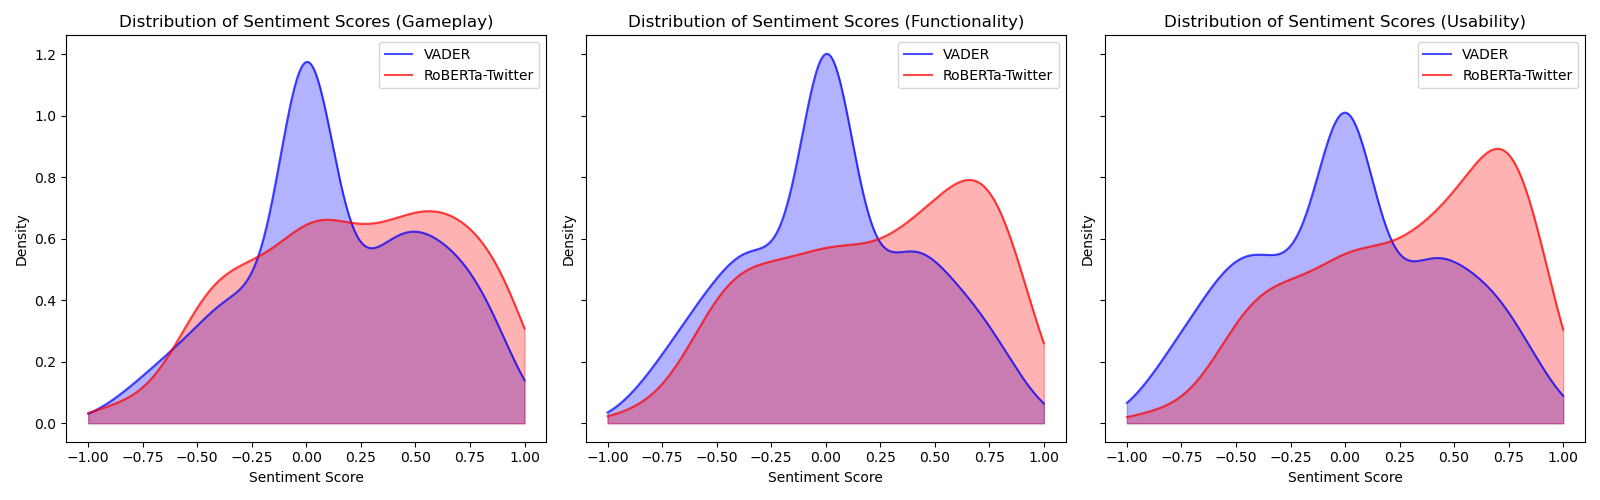 Distribution of Sentiment Scores (Gameplay)
VADER
RoBERTa-Twitter
Density
1.2
1.0
0.8
0.6
0.4
0.2
0.0
−1.00 −0.75 −0.50 −0.25 0.00 0.25 0.50 0.75 1.00
Sentiment Score
Distribution of Sentiment Scores (Functionality)
VADER
RoBERTa-Twitter
Density
−1.00 −0.75 −0.50 −0.25 0.00 0.25 0.50 0.75 1.00
Sentiment Score
Distribution of Sentiment Scores (Usability)
VADER
RoBERTa-Twitter
Density
−1.00 −0.75 −0.50 −0.25 0.00 0.25 0.50 0.75 1.00
Sentiment Score